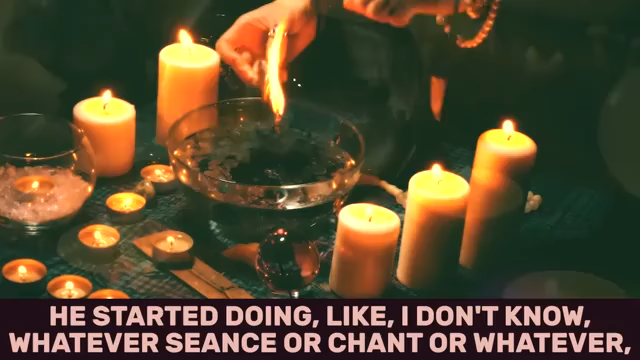 HE STARTED DOING, LIKE, I DON'T KNOW,
WHATEVER SEANCE OR CHANT OR WHATEVER,